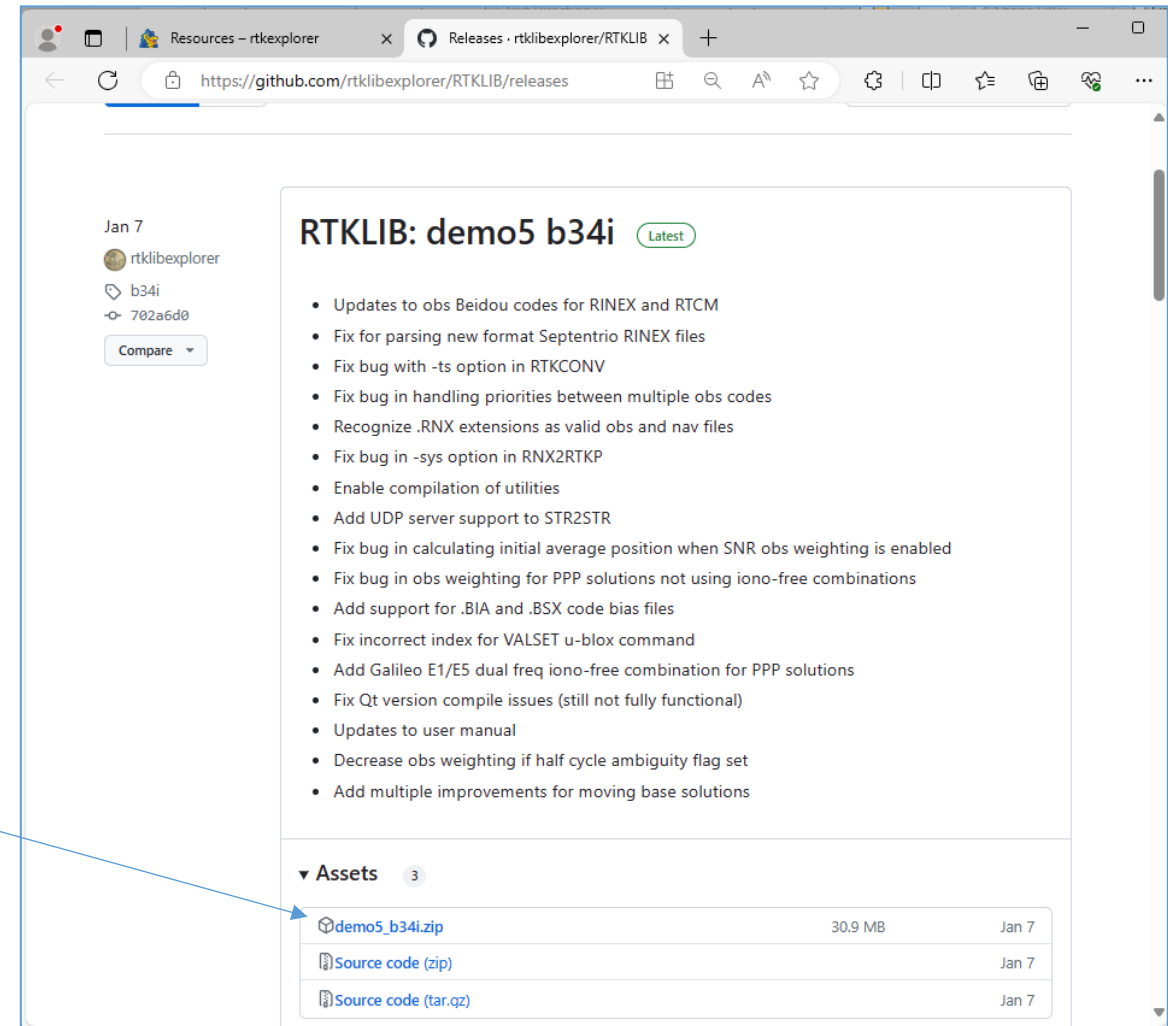 Resources – rtkexplorer
Releases · rtklibexplorer/RTKLIB
https://github.com/rtklibexplorer/RTKLIB/releases
Jan 7
rtklibexplorer
b34i
702a6d0
Compare
RTKLIB: demo5 b34i Latest
• Updates to obs Beidou codes for RINEX and RTCM
• Fix for parsing new format Septentrio RINEX files
• Fix bug with -ts option in RTKCONV
• Fix bug in handling priorities between multiple obs codes
• Recognize .RNX extensions as valid obs and nav files
• Fix bug in -sys option in RNX2RTKP
• Enable compilation of utilities
• Add UDP server support to STR2STR
• Fix bug in calculating initial average position when SNR obs weighting is enabled
• Fix bug in obs weighting for PPP solutions not using iono-free combinations
• Add support for .BIA and .BSX code bias files
• Fix incorrect index for VALSET u-blox command
• Add Galileo E1/E5 dual freq iono-free combination for PPP solutions
• Fix Qt version compile issues (still not fully functional)
• Updates to user manual
• Decrease obs weighting if half cycle ambiguity flag set
• Add multiple improvements for moving base solutions
Assets 3
demo5_b34i.zip 30.9 MB Jan 7
Source code (zip) Jan 7
Source code (tar.gz) Jan 7